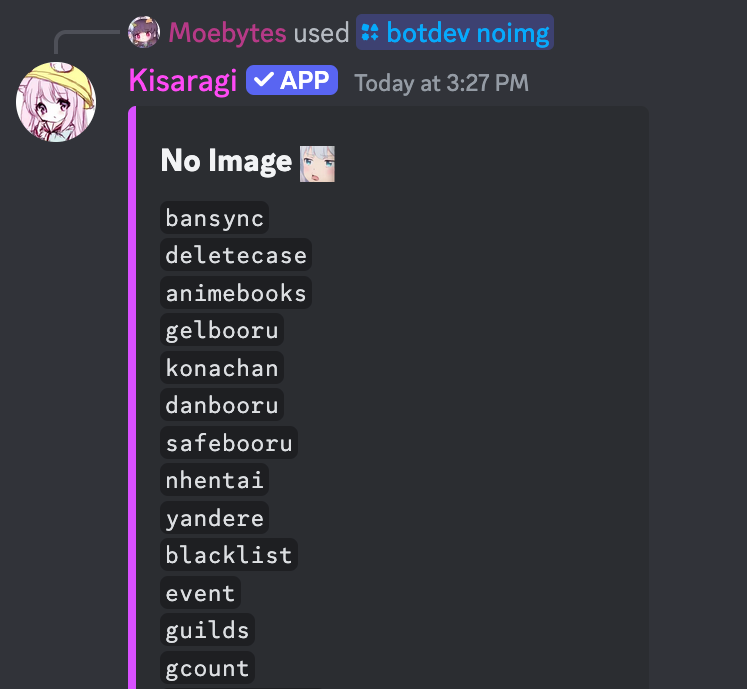 Moebytes used botdev noimg
Kisaragi APP Today at 3:27 PM
No Image
bansync
deletecase
animebooks
gelbooru
konachan
danbooru
safebooru
nhentai
yandere
blacklist
event
guilds
gcount